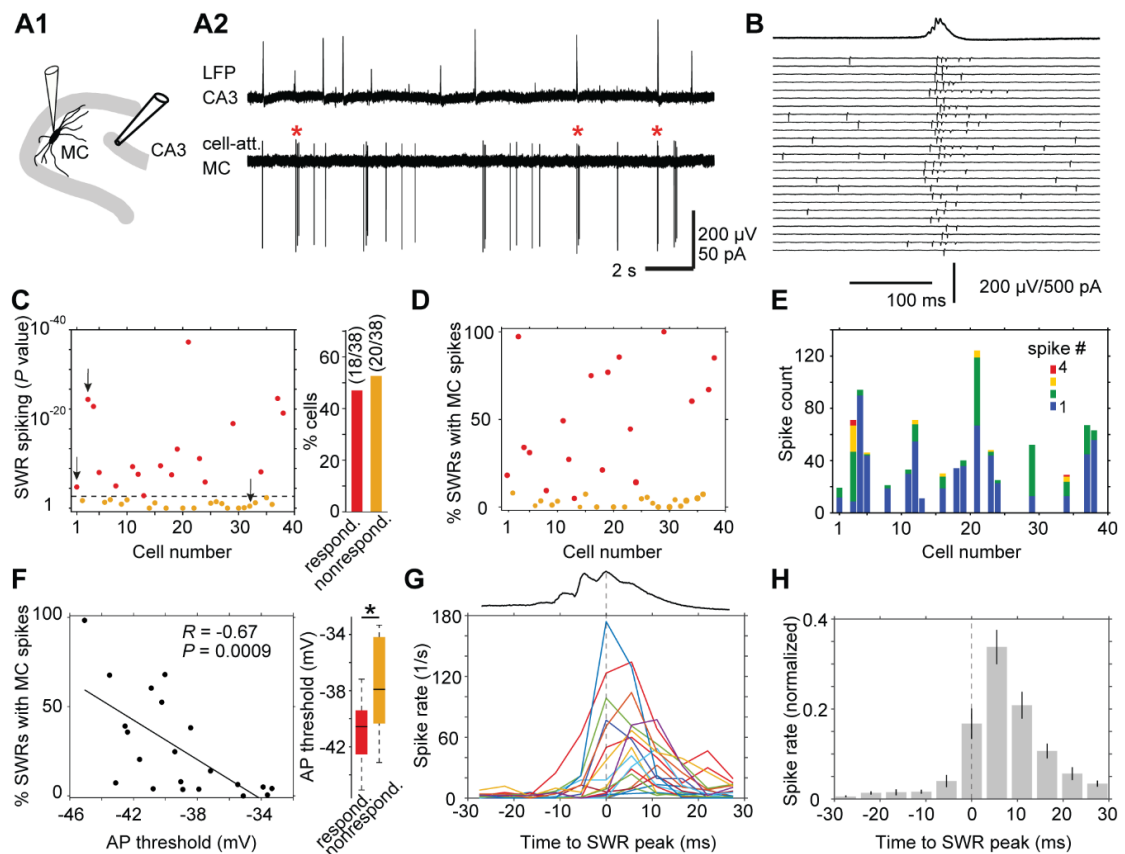 A1
A2
B
LFP
CA3
MC
CA3
* * *
cell-att.
MC
200 µV
50 pA
2 s
100 ms
200 µV/500 pA
C
D
E
SWR spiking (P value)
10-40
10-20
1
1 10 20 30 40
Cell number
% cells
60
40
20
0
(18/38)
(20/38)
respond.
nonrespond.
% SWRs with MC spikes
100
50
0
1 10 20 30 40
Cell number
Spike count
120
80
40
0
spike #
4
1
1 10 20 30 40
Cell number
F
G
H
% SWRs with MC spikes
100
50
0
R = -0.67
P = 0.0009
-46 -42 -38 -34
AP threshold (mV)
*
AP threshold (mV)
-34
-38
-42
respond.
nonrespond.
Spike rate (1/s)
180
120
60
0
-30 -20 -10 0 10 20 30
Time to SWR peak (ms)
Spike rate (normalized)
0.4
0.2
0
-30 -20 -10 0 10 20 30
Time to SWR peak (ms)